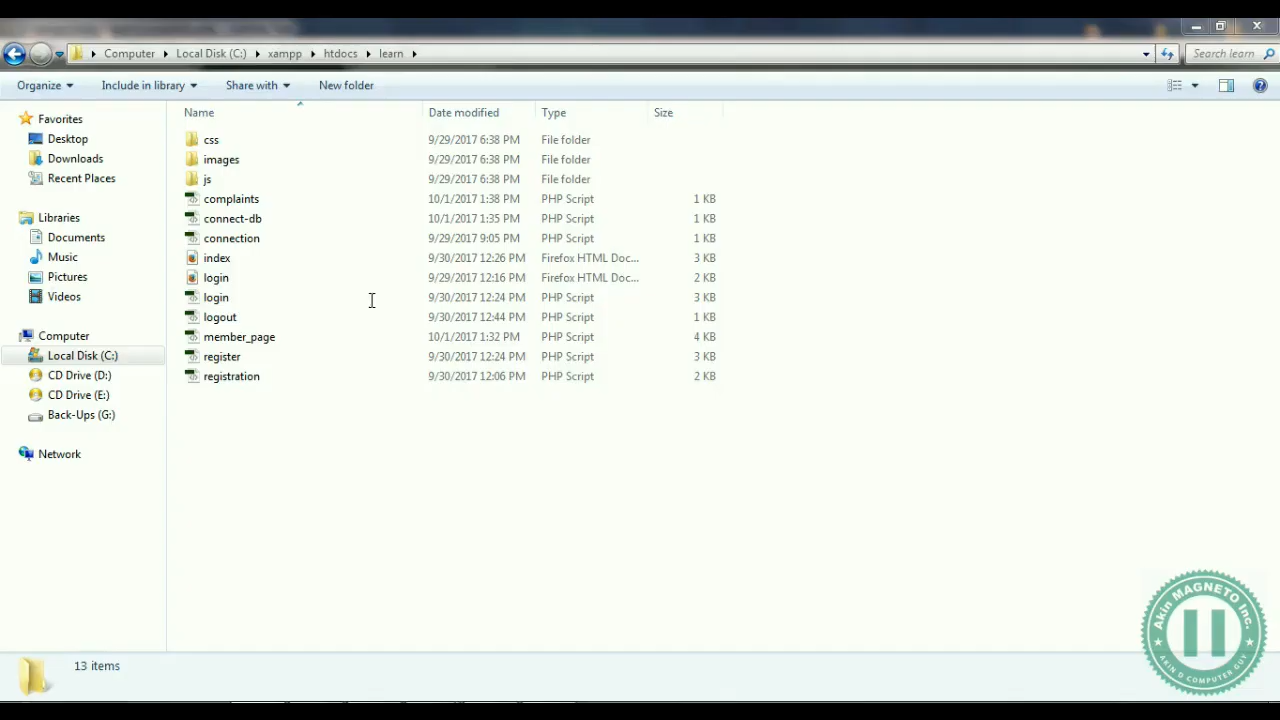 Computer Local Disk (C:) xampp htdocs learn Search learn
Organize Include in library Share with New folder
Name Date modified Type Size
Favorites
Desktop
Downloads
Recent Places
Libraries
Documents
Music
Pictures
Videos
Computer
Local Disk (C:)
CD Drive (D:)
CD Drive (E:)
Back-Ups (G:)
Network
css 9/29/2017 6:38 PM File folder
images 9/29/2017 6:38 PM File folder
js 9/29/2017 6:38 PM File folder
complaints 10/1/2017 1:38 PM PHP Script 1 KB
connect-db 10/1/2017 1:35 PM PHP Script 1 KB
connection 9/29/2017 9:05 PM PHP Script 1 KB
index 9/30/2017 12:26 PM Firefox HTML Doc... 3 KB
login 9/29/2017 12:16 PM Firefox HTML Doc... 2 KB
login 9/30/2017 12:24 PM PHP Script 3 KB
logout 9/30/2017 12:44 PM PHP Script 1 KB
member_page 10/1/2017 1:32 PM PHP Script 4 KB
register 9/30/2017 12:24 PM PHP Script 3 KB
registration 9/30/2017 12:06 PM PHP Script 2 KB
13 items
Akin MAGNETO Inc.
AKIN D COMPUTER GUY